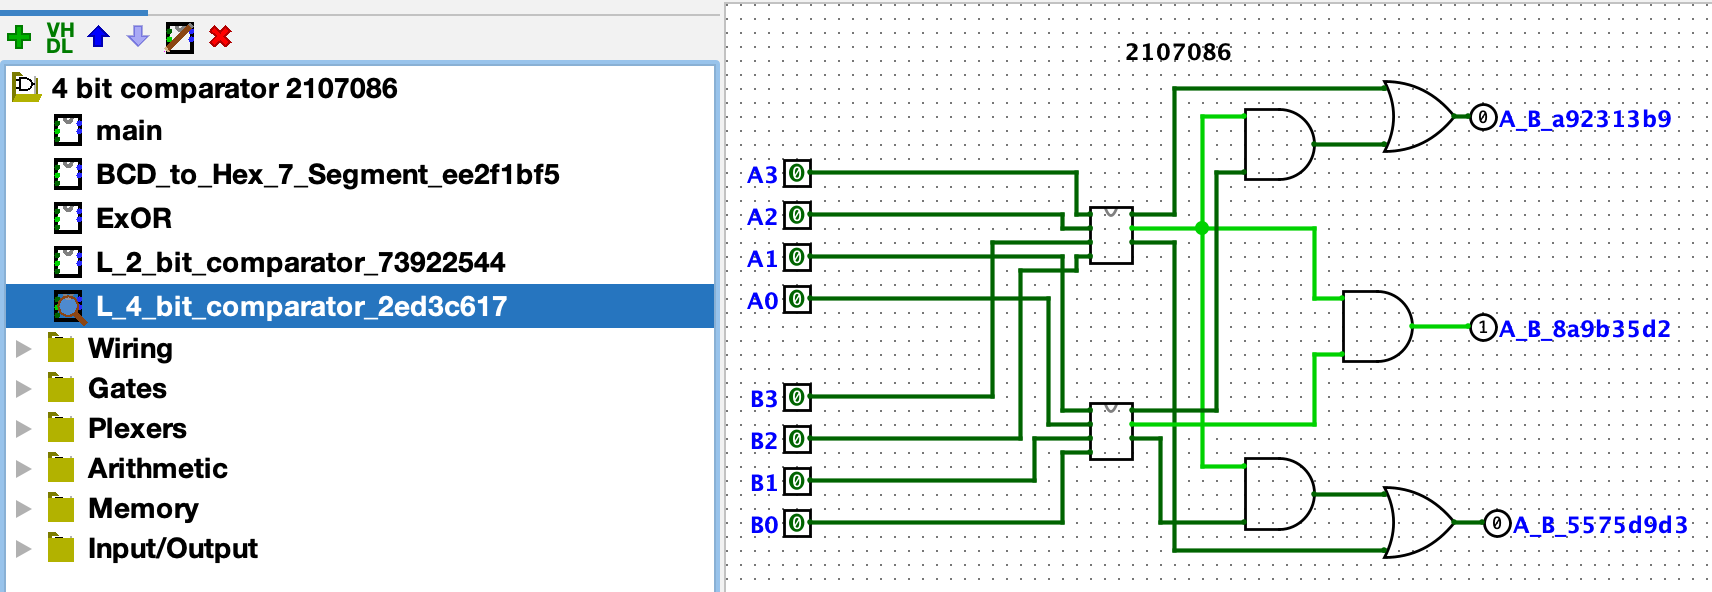 VH
DL
4 bit comparator 2107086
main
BCD_to_Hex_7_Segment_ee2f1bf5
ExOR
L_2_bit_comparator_73922544
L_4_bit_comparator_2ed3c617
Wiring
Gates
Plexers
Arithmetic
Memory
Input/Output
2107086
A3 0
A2 0
A1 0
A0 0
B3 0
B2 0
B1 0
B0 0
0 A_B_a92313b9
1 A_B_8a9b35d2
0 A_B_5575d9d3